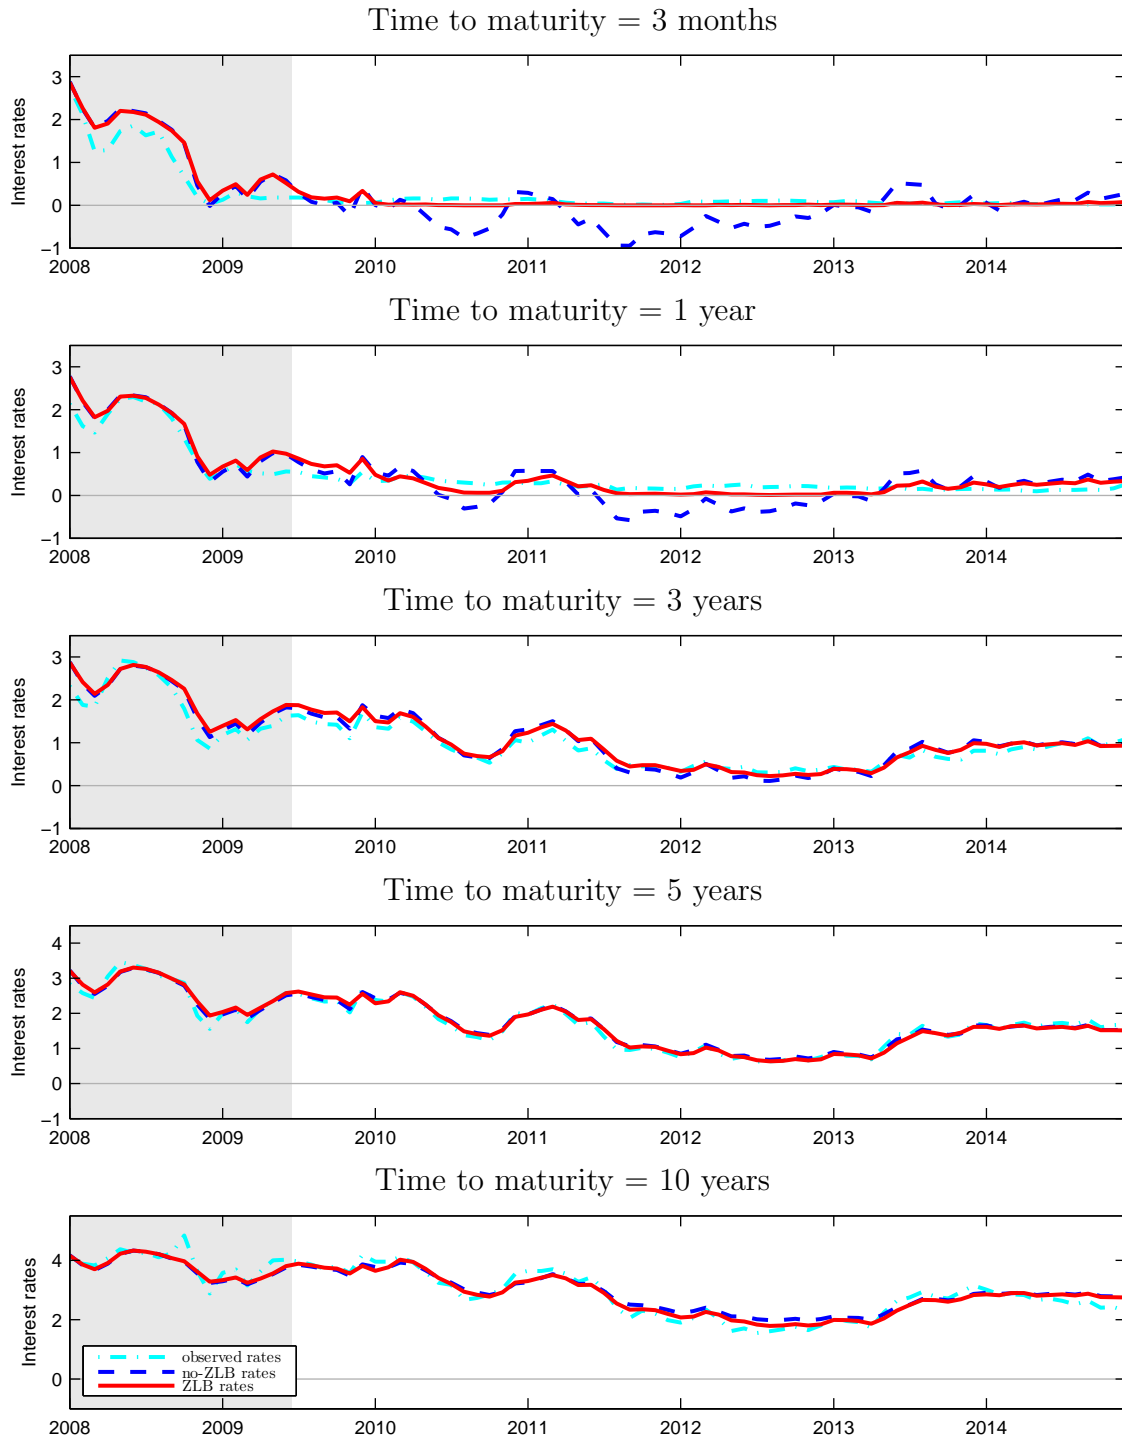 Time to maturity = 3 months
Interest rates
3
2
1
0
−1
2008 2009 2010 2011 2012 2013 2014
Time to maturity = 1 year
Interest rates
3
2
1
0
−1
2008 2009 2010 2011 2012 2013 2014
Time to maturity = 3 years
Interest rates
3
2
1
0
−1
2008 2009 2010 2011 2012 2013 2014
Time to maturity = 5 years
Interest rates
4
3
2
1
0
−1
2008 2009 2010 2011 2012 2013 2014
Time to maturity = 10 years
Interest rates
4
2
0
observed rates
no-ZLB rates
ZLB rates
2008 2009 2010 2011 2012 2013 2014